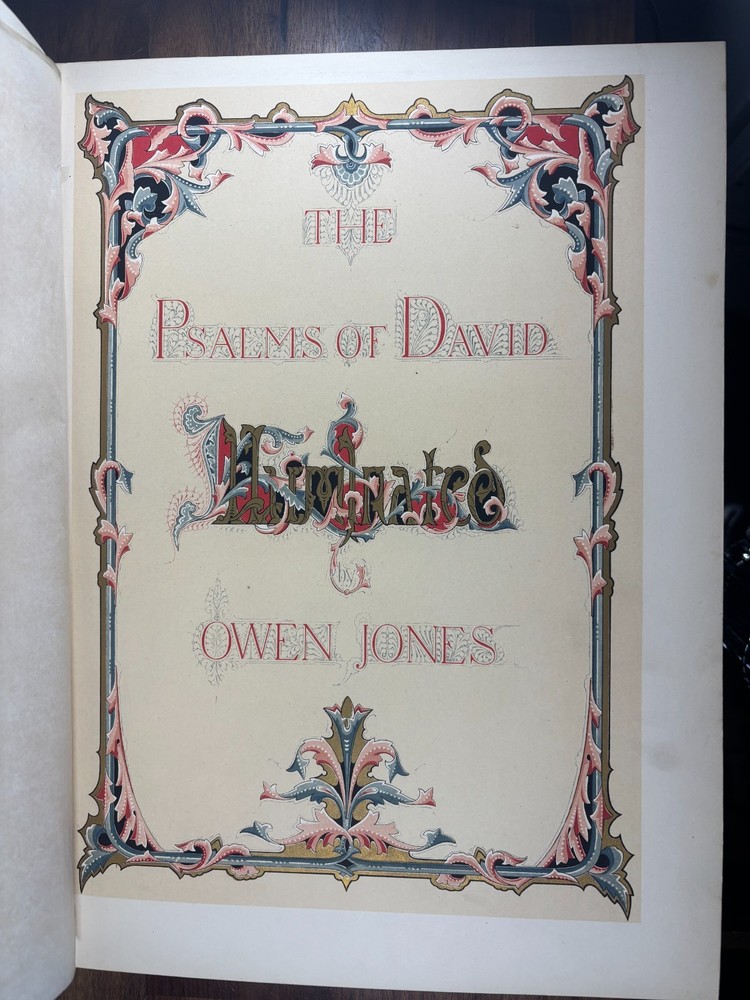 THE
PSALMS OF DAVID
Illuminated
by
OWEN JONES